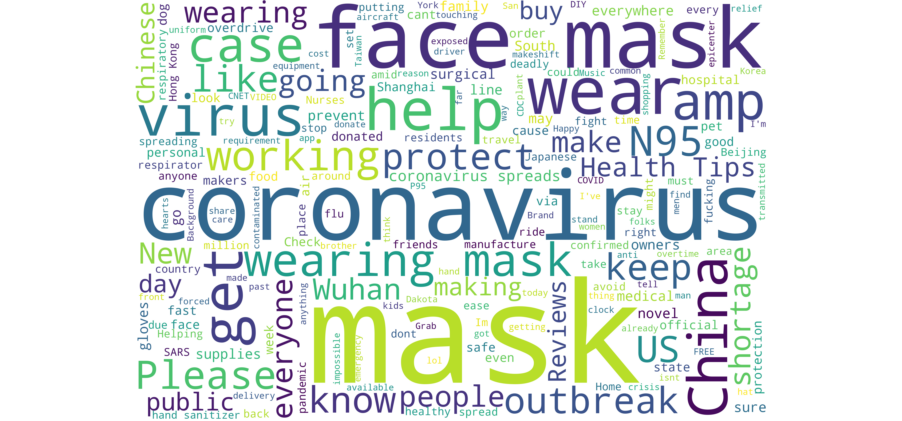 Chinese
respiratory
dog
Hong Kong
wearing
uniform
aircraft
overdrive
putting
cant
touching
York
family
San
DIY
buy
everywhere
every
relief
face mask
case
like
going
cost
CNET
VIDEO
look
Nurses
set
Taiwan
amid
reason
surgical
driver
exposed
order
South
makeshift
deadly
could
Music
common
Remember
epicenter
hospital
Korea
Shanghai
far
line
wear
amp
virus
try
prevent
equipment
help
way
CDC
plant
may
fight
time
shopping
transmitted
spreading
requirement
stop
donate
app
donated
residents
travel
cause
make
N95
pet
good
I'm
personal
working
protect
Japanese
Happy
Health Tips
Beijing
respirator
anyone
makers
food
air
around
coronavirus spreads
COVID
must
might
P95
via
I've
find
men
fucking
hearts
go
Background
share
care
contaminated
place
flu
think
Brand
ride
stand
women
stay
folks
right
coronavirus
New
million
Check
brother
friends
manufacture
confirmed
owners
anti
overtime
area
country
get
wearing mask
hand
take
keep
tell
China
shortage
day
made
past
everyone
anything
Wuhan
making
today
Reviews
avoid
thing
medical
man
novel
gloves
front
forced
fast
kids
Dakota
ease
Im
getting
clock
already
official
due
face
Helping
week
impossible
emergency
mask
Grab
got
dont
lol
safe
even
US
FREE
isnt
state
protection
SARS
supplies
Please
pandemic
available
healthy
spread
Home
crisis
hat
public
delivery
know
people
outbreak
sure
hand sanitizer
back